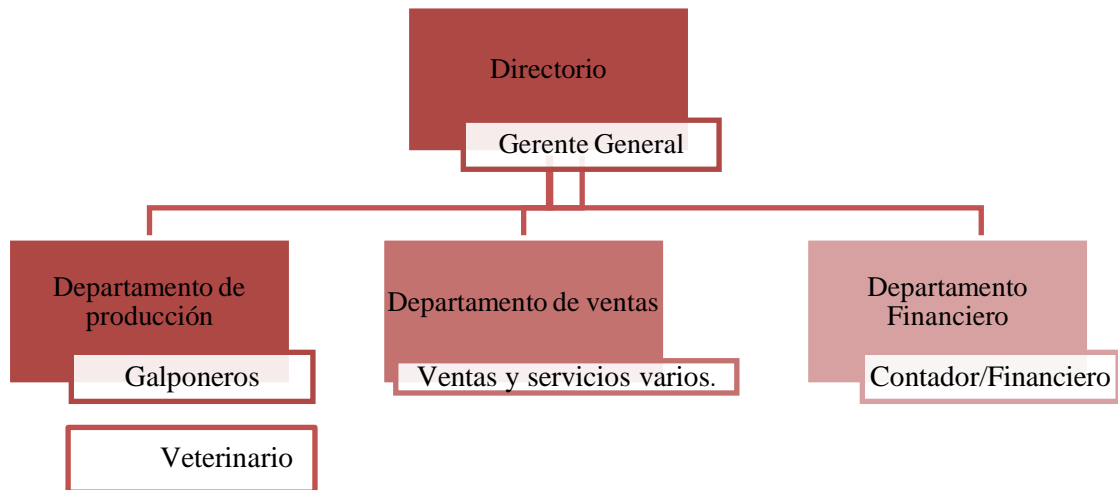 Directorio
Gerente General
Departamento de
producción
Galponeros
Veterinario
Departamento de ventas
Ventas y servicios varios.
Departamento
Financiero
Contador/Financiero